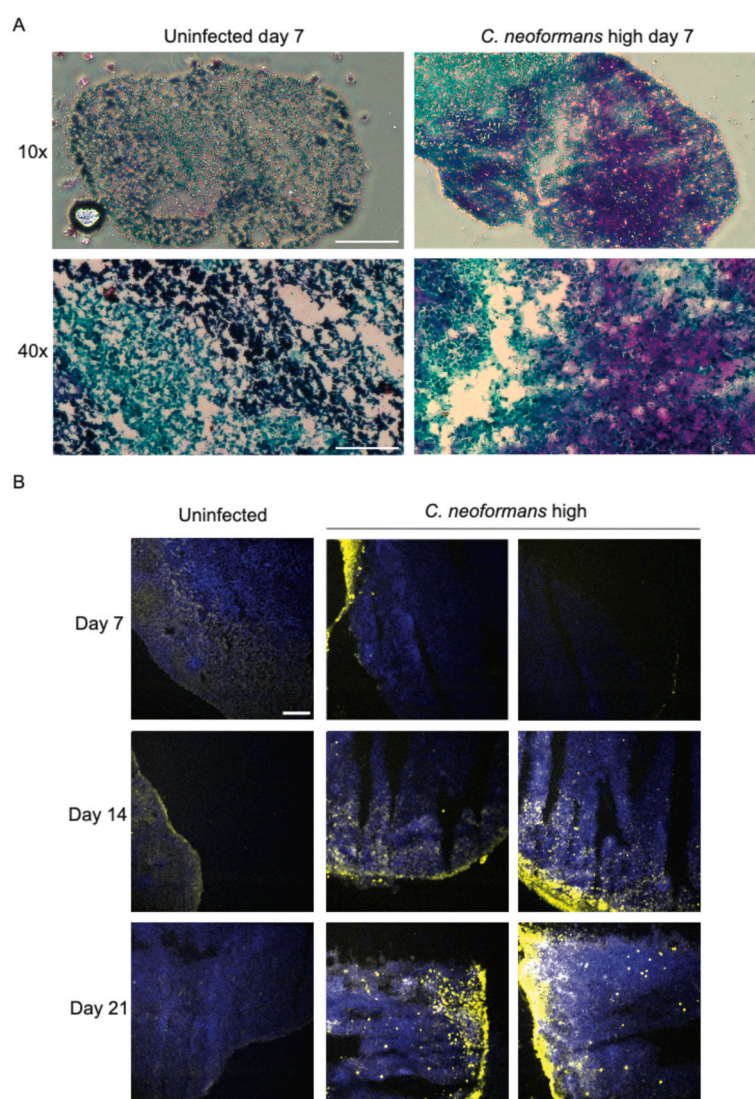 A
Uninfected day 7
C. neoformans high day 7
10x
40x
B
Uninfected
C. neoformans high
Day 7
Day 14
Day 21